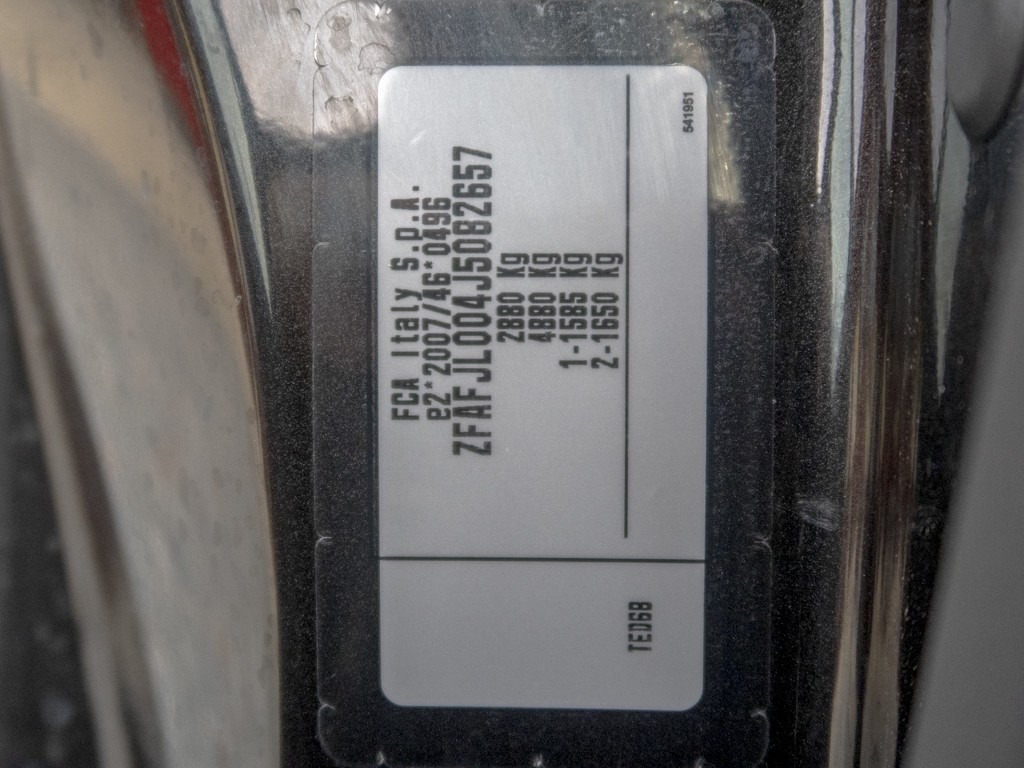 FCA Italy S.p.A.
e2*2007/46*0496
ZFAFJL004J5082657
2880 Kg
4880 Kg
1-1585 Kg
2-1650 Kg
541951
TED6B